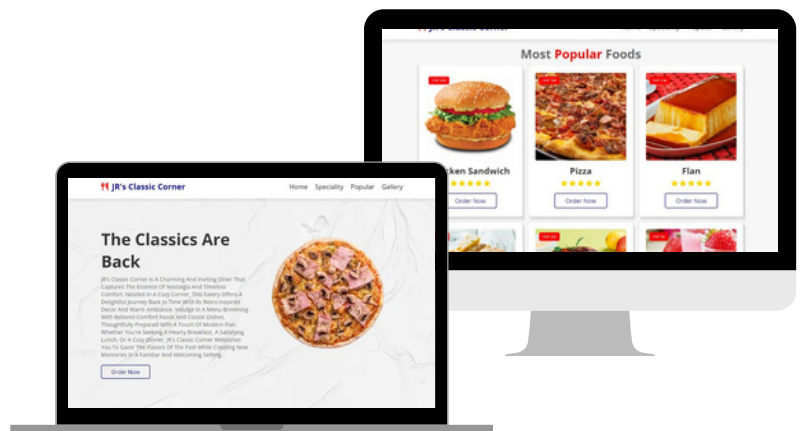 JR's Classic Corner
Home Speciality Popular Gallery
The Classics Are
Back
JR's Classic Corner Is A Charming And Inviting Diner That
Captures The Essence Of Nostalgia And Timeless
Comfort. Nestled In A Cozy Corner, This Eatery Offers A
Delightful Journey Back In Time With Its Retro-Inspired
Decor And Warm Ambiance. Indulge In A Menu Brimming
With Beloved Comfort Foods And Classic Dishes,
Thoughtfully Prepared With A Touch Of Modern Flair.
Whether You're Seeking A Hearty Breakfast, A Satisfying
Lunch, Or A Cozy Dinner, JR's Classic Corner Welcomes
You To Savor The Flavors Of The Past While Creating New
Memories In A Familiar And Welcoming Setting.
Order Now
Most Popular Foods
Sandwich Pizza Flan
Order Now Order Now Order Now